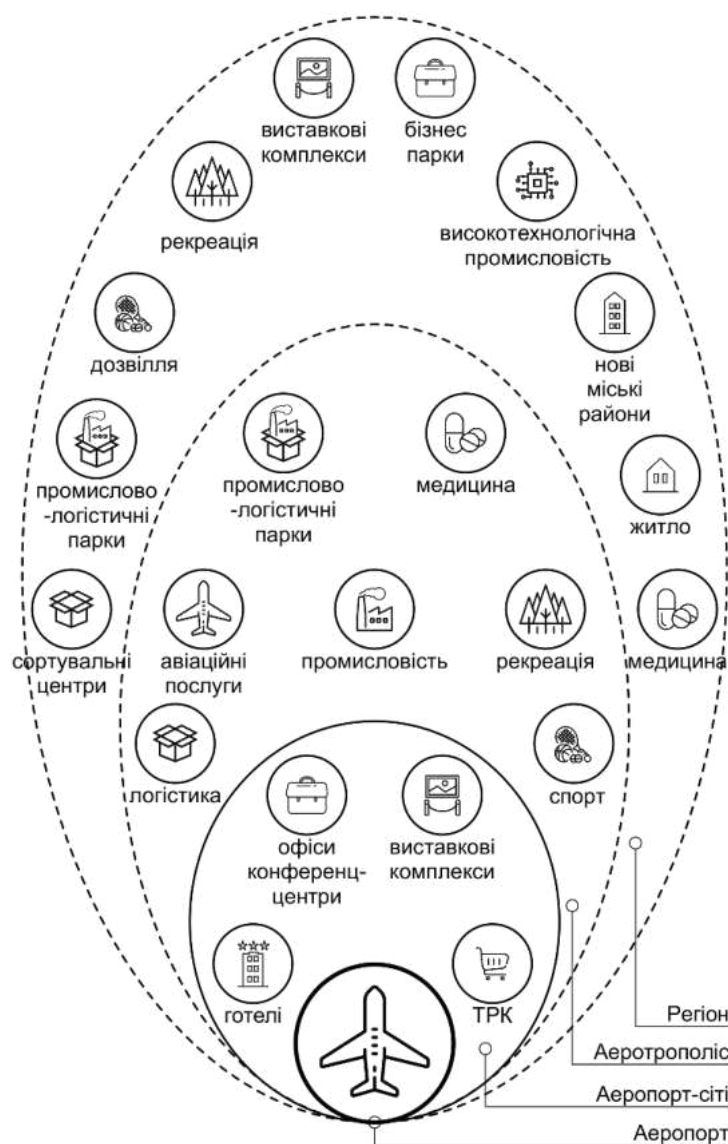 виставкові
комплекси
бізнес
парки
рекреація
високотехнологічна
промисловість
дозвілля
нові
міські
райони
промислово
-логістичні
парки
промислово
-логістичні
парки
медицина
житло
сортувальні
центри
авіаційні
послуги
промисловість
рекреація
медицина
логістика
спорт
офіси
конференц-
центри
виставкові
комплекси
готелі
ТРК
Регіон
Аеротрополіс
Аеропорт-сіті
Аеропорт